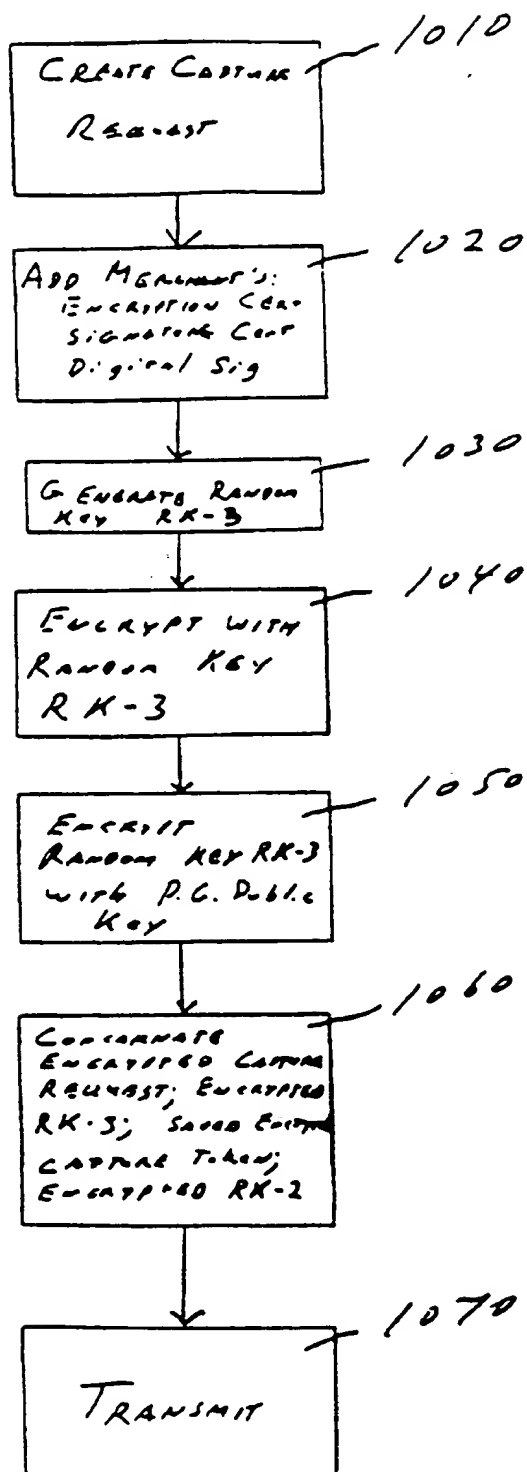 1010
CREATE CAPTURE
REQUEST
1020
ADD MERCHANT'S:
ENCRYPTION CERT
SIGNATURE CERT
Digital Sig
1030
GENERATE RANDOM
Key RK-3
1040
ENCRYPT WITH
RANDOM KEY
RK-3
1050
ENCRYPT
RANDOM KEY RK-3
WITH P.G. Public
Key
1060
CONCATNATE
ENCRYPTED CAPTURE
REQUEST; ENCRYPTED
RK-3; SAVED
CAPTURE TOKEN;
ENCRYPTED RK-2
1070
TRANSMIT